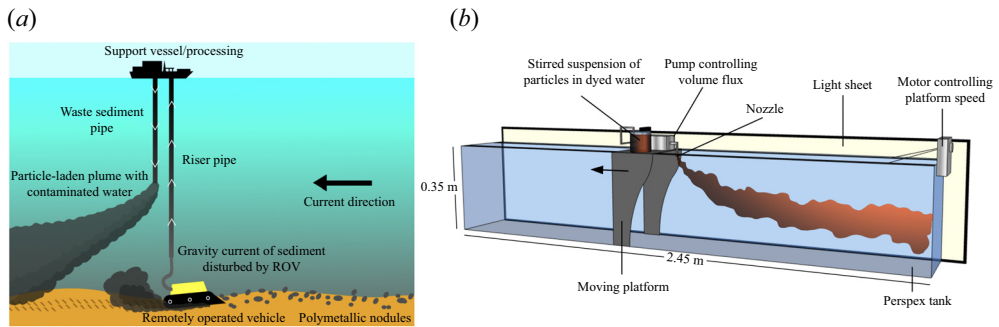 (a)
Support vessel/processing
Waste sediment
pipe
Riser pipe
Particle-laden plume with
contaminated water
Current direction
Gravity current of sediment
disturbed by ROV
Remotely operated vehicle
Polymetallic nodules
(b)
Stirred suspension of
particles in dyed water
Pump controlling
volume flux
Nozzle
Light sheet
Motor controlling
platform speed
0.35 m
2.45 m
Moving platform
Perspex tank